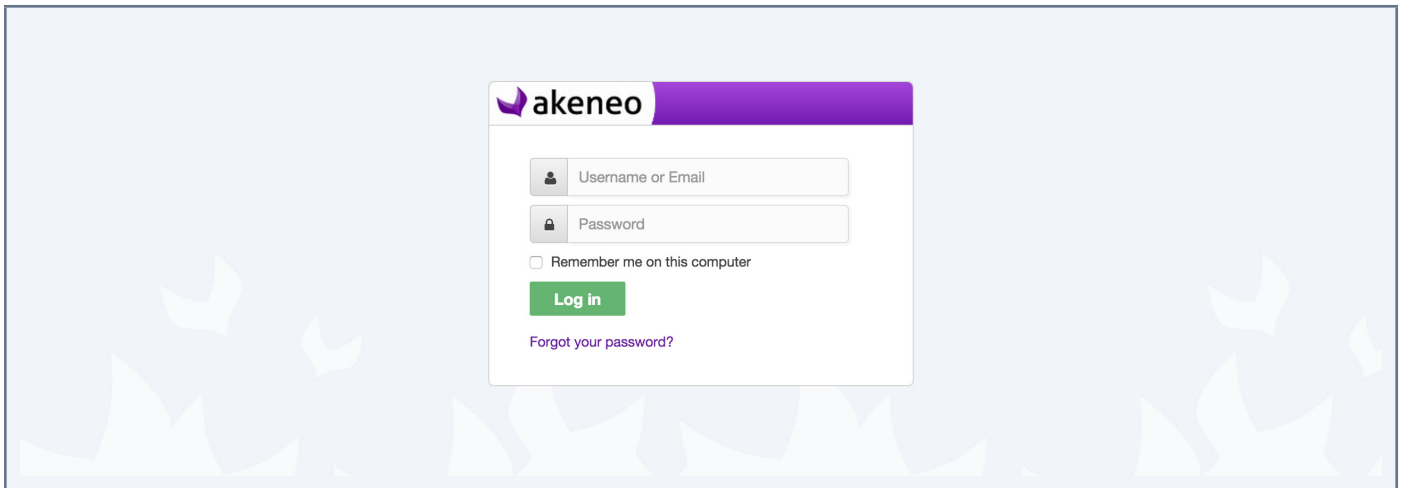 akeneo
Username or Email
Password
Remember me on this computer
Log in
Forgot your password?